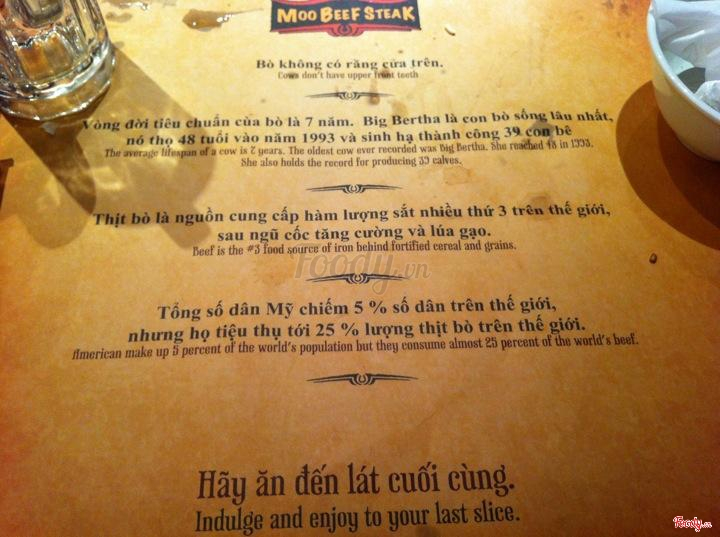 MOO BEEF STEAK
Bò không có răng cửa trên.
Cows don't have upper front teeth
Vòng đời tiêu chuẩn của bò là 7 năm. Big Bertha là con bò sống lâu nhất,
nó thọ 48 tuổi vào năm 1993 và sinh hạ thành công 39 con bê
The average lifespan of a cow is 7 years. The oldest cow ever recorded was Big Bertha. She reached 48 in 1993.
She also holds the record for producing 39 calves.
Thịt bò là nguồn cung cấp hàm lượng sắt nhiều thứ 3 trên thế giới,
sau ngũ cốc tăng cường và lúa gạo.
Beef is the #3 food source of iron behind fortified cereal and grains.
Foody.vn
Tổng số dân Mỹ chiếm 5 % số dân trên thế giới,
nhưng họ tiệu thụ tới 25 % lượng thịt bò trên thế giới.
American make up 5 percent of the world's population but they consume almost 25 percent of the world's beef.
Hãy ăn đến lát cuối cùng.
Indulge and enjoy to your last slice.
Foody.vn